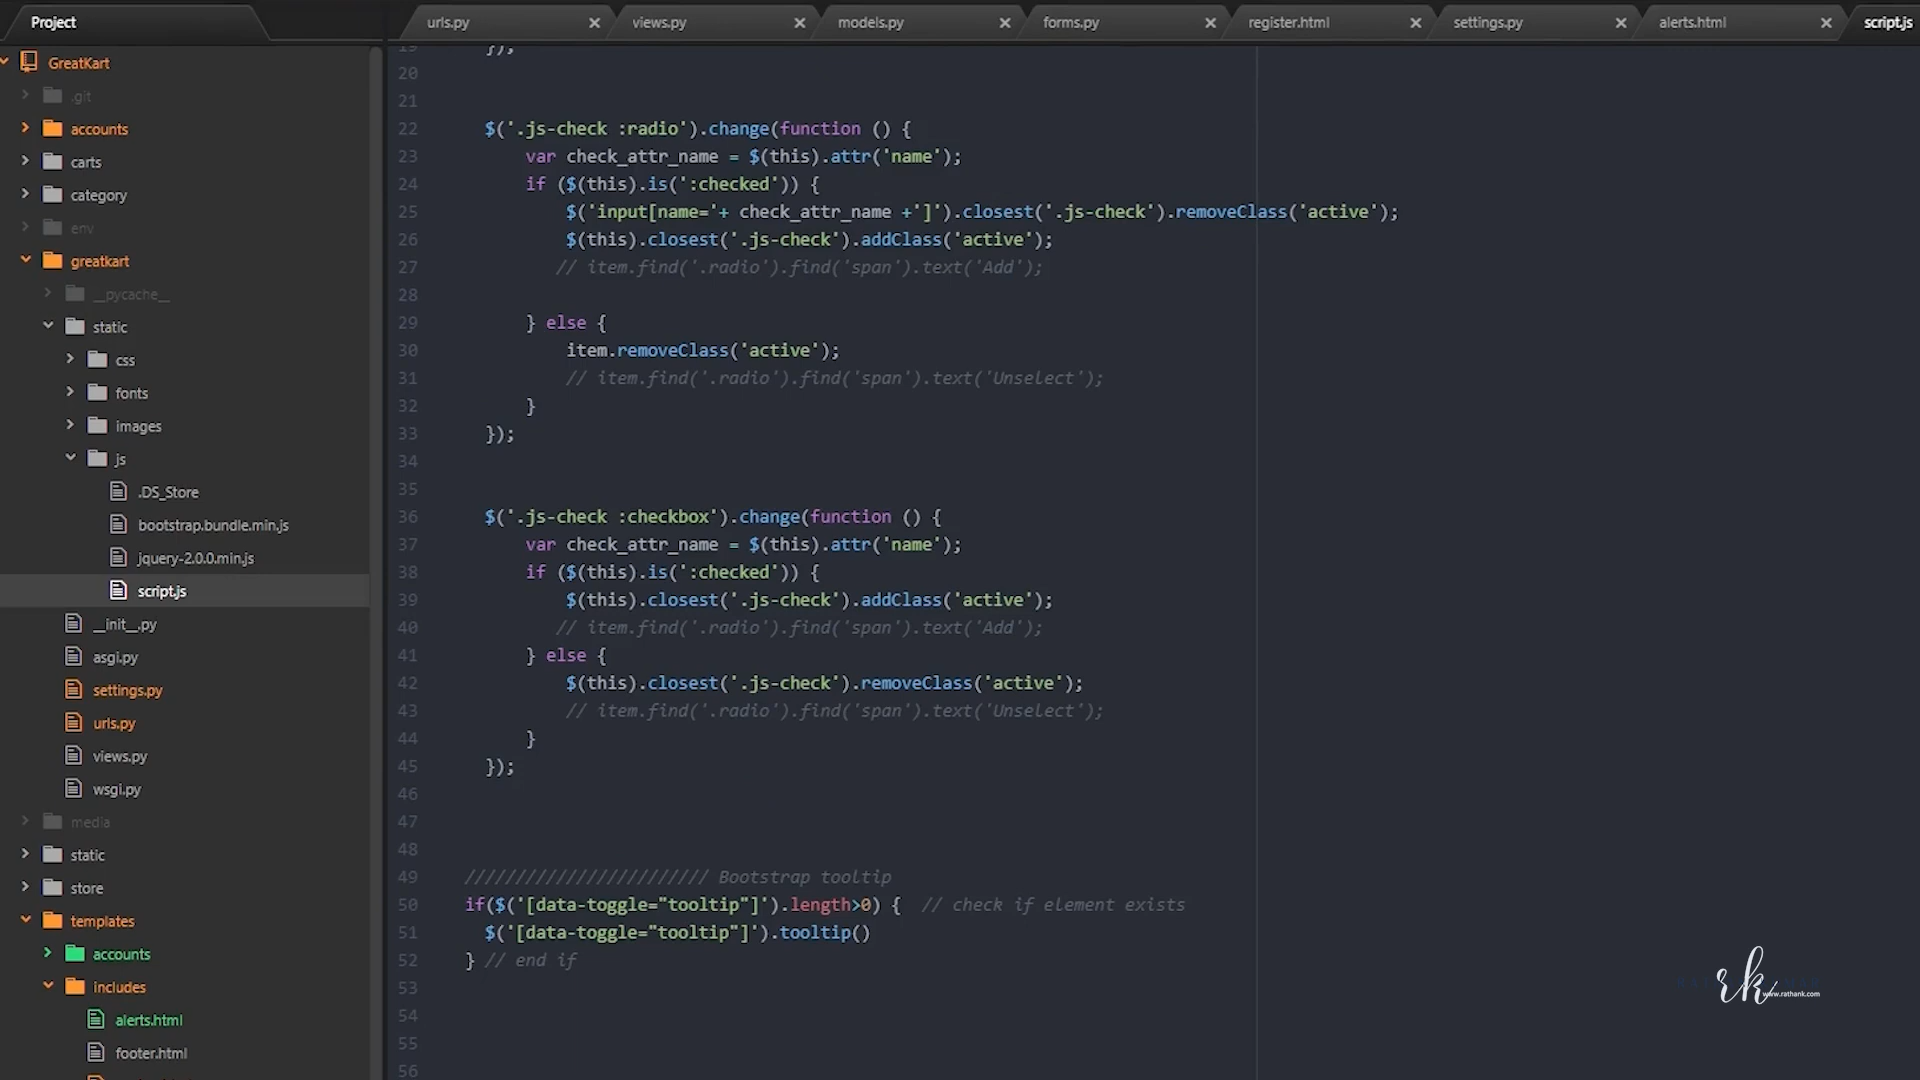 Project
urls.py
views.py
models.py
forms.py
register.html
settings.py
alerts.html
script.js
GreatKart
.git
accounts
carts
category
env
greatkart
__pycache__
static
css
fonts
images
js
.DS_Store
bootstrap.bundle.min.js
jquery-2.0.0.min.js
script.js
__init__.py
asgi.py
settings.py
urls.py
views.py
wsgi.py
media
static
store
templates
accounts
includes
alerts.html
footer.html
19 });
20
21
22 $('.js-check :radio').change(function () {
23 var check_attr_name = $(this).attr('name');
24 if ($(this).is(':checked')) {
25 $('input[name='+ check_attr_name +']').closest('.js-check').removeClass('active');
26 $(this).closest('.js-check').addClass('active');
27 // item.find('.radio').find('span').text('Add');
28
29 } else {
30 item.removeClass('active');
31 // item.find('.radio').find('span').text('Unselect');
32 }
33 });
34
35
36 $('.js-check :checkbox').change(function () {
37 var check_attr_name = $(this).attr('name');
38 if ($(this).is(':checked')) {
39 $(this).closest('.js-check').addClass('active');
40 // item.find('.radio').find('span').text('Add');
41 } else {
42 $(this).closest('.js-check').removeClass('active');
43 // item.find('.radio').find('span').text('Unselect');
44 }
45 });
46
47
48
49 //////////////////////// Bootstrap tooltip
50 if($('[data-toggle="tooltip"]').length>0) { // check if element exists
51 $('[data-toggle="tooltip"]').tooltip()
52 } // end if
53
54
55
56
rk
www.rathank.com